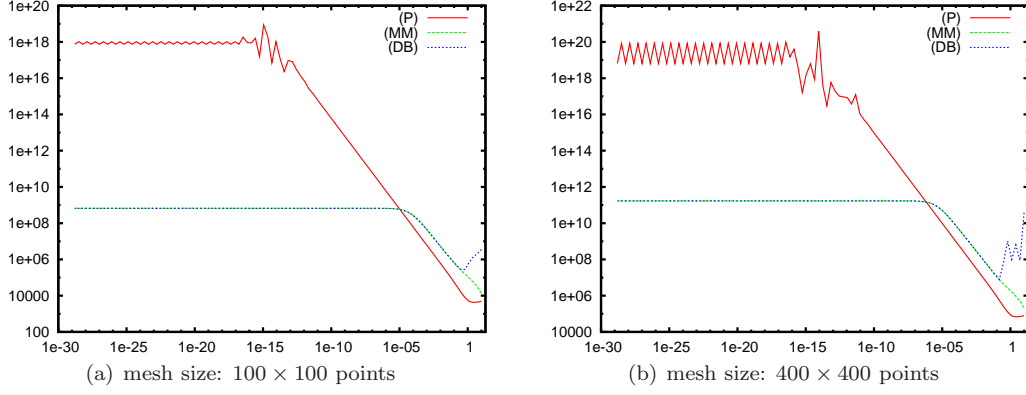 1e+20
1e+18
1e+16
1e+14
1e+12
1e+10
1e+08
1e+06
10000
100
1e-30 1e-25 1e-20 1e-15 1e-10 1e-05 1
(P)
(MM)
(DB)
(a) mesh size: 100 × 100 points
1e+22
1e+20
1e+18
1e+16
1e+14
1e+12
1e+10
1e+08
1e+06
10000
1e-30 1e-25 1e-20 1e-15 1e-10 1e-05 1
(P)
(MM)
(DB)
(b) mesh size: 400 × 400 points